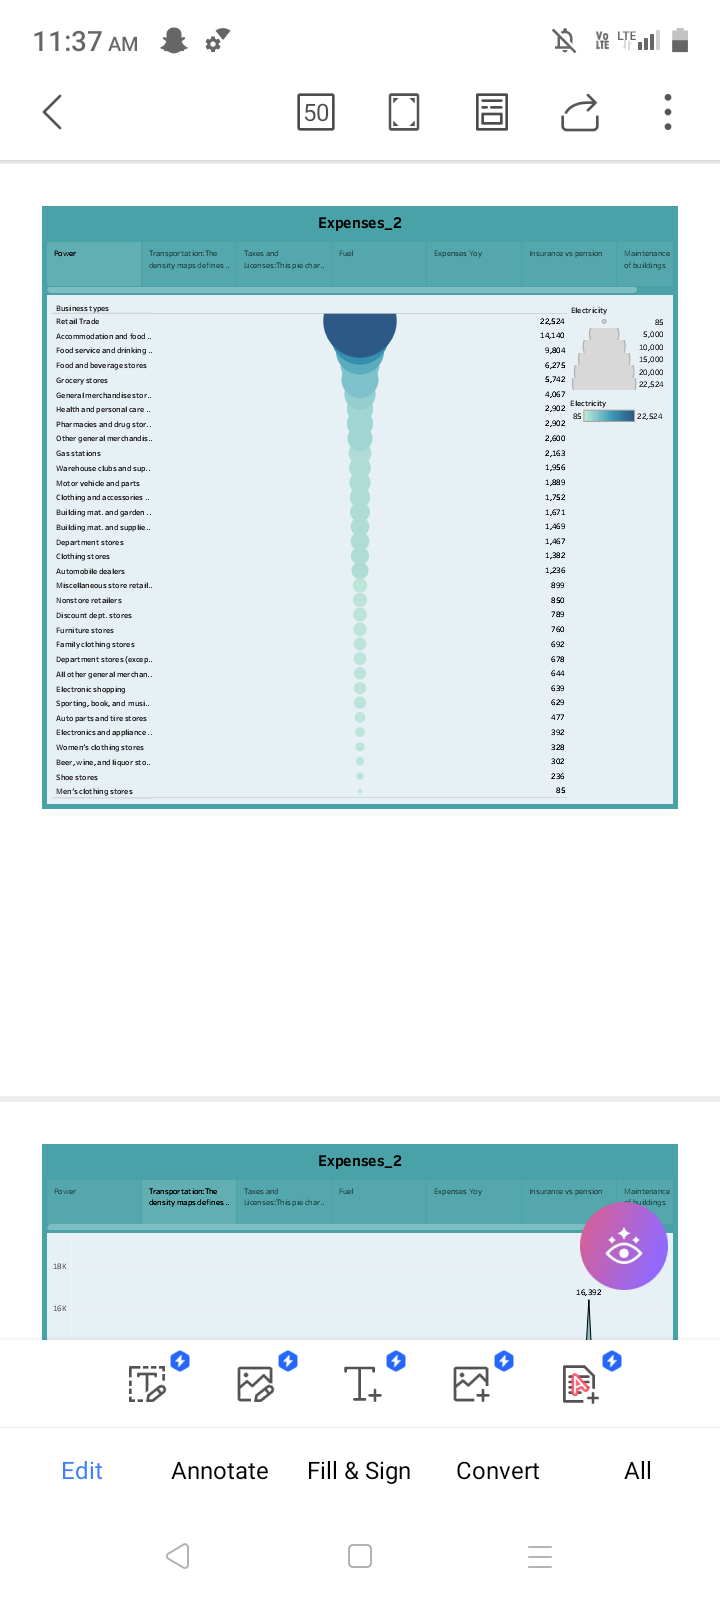 11:37 AM
Vo LTE LTE
50
Expenses_2
Power
Transportation:The density maps defines..
Taxes and Licenses:This pie char..
Fuel
Expenses Yoy
Insurance vs pension
Maintenance of buildings
Business types
Retail Trade 22,524
Accommodation and food .. 14,140
Food service and drinking .. 9,804
Food and beverage stores 6,275
Grocery stores 5,742
General merchandise stor.. 4,067
Health and personal care .. 2,902
Pharmacies and drug stor.. 2,902
Other general merchandis.. 2,600
Gas stations 2,163
Warehouse clubs and sup.. 1,956
Motor vehicle and parts 1,889
Clothing and accessories .. 1,752
Building mat. and garden .. 1,671
Building mat. and supplie.. 1,469
Department stores 1,467
Clothing stores 1,382
Automobile dealers 1,236
Miscellaneous store retail.. 899
Nonstore retailers 850
Discount dept. stores 789
Furniture stores 760
Family clothing stores 692
Department stores (excep.. 678
All other general merchan.. 644
Electronic shopping 639
Sporting, book, and musi.. 629
Auto parts and tire stores 477
Electronics and appliance .. 392
Women's clothing stores 328
Beer, wine, and liquor sto.. 302
Shoe stores 236
Men's clothing stores 85
Electricity
85
5,000
10,000
15,000
20,000
22,524
Electricity
85 22,524
Expenses_2
Power
Transportation:The density maps defines..
Taxes and Licenses:This pie char..
Fuel
Expenses Yoy
Insurance vs pension
Maintenance of buildings
18K
16K
16,392
Edit Annotate Fill & Sign Convert All